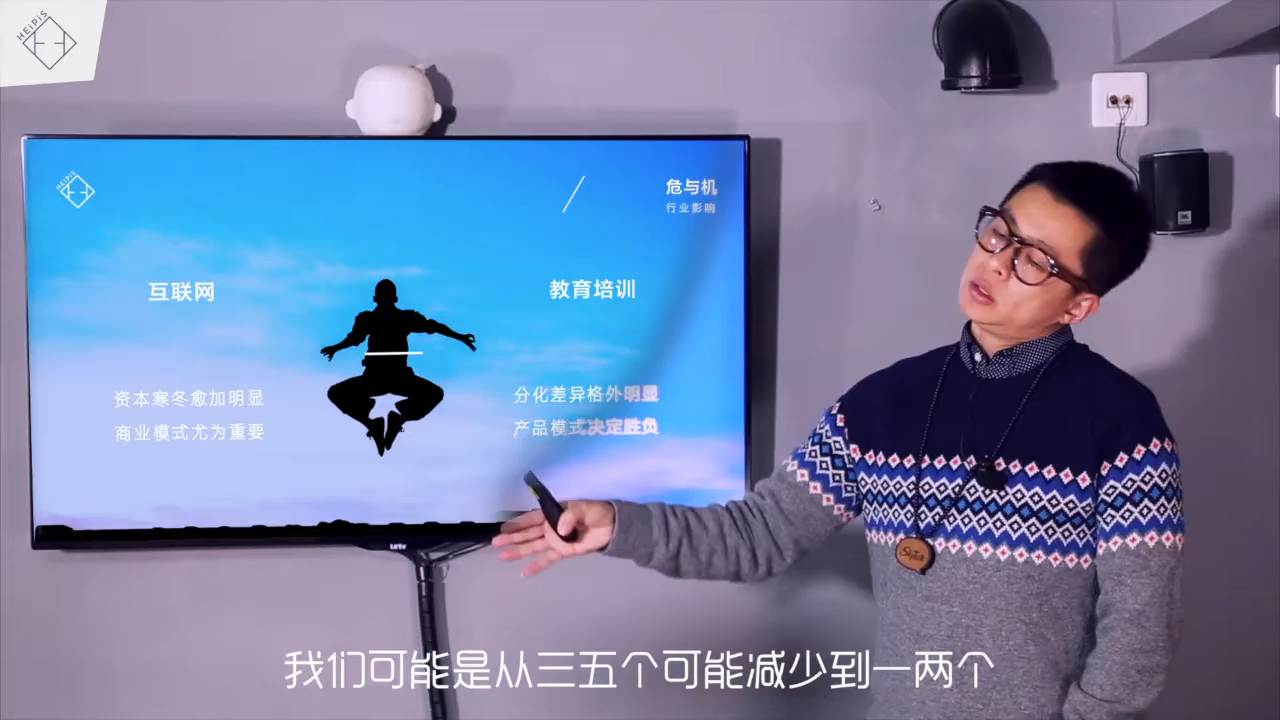 HEiPiS
HEiPiS
危与机
行业影响
互联网
教育培训
资本寒冬愈加明显
商业模式尤为重要
分化差异格外明显
产品模式决定胜负
Letv
JBL
我们可能是从三五个可能减少到一两个